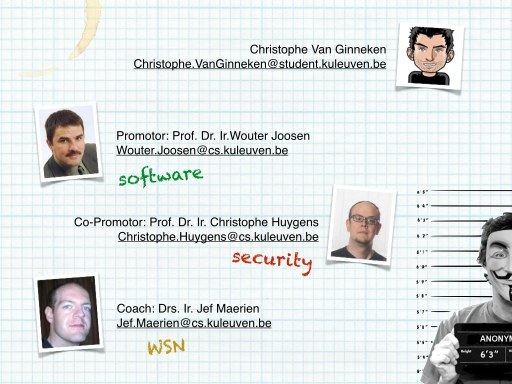 Christophe Van Ginneken
Christophe.VanGinneken@student.kuleuven.be
Promotor: Prof. Dr. Ir.Wouter Joosen
Wouter.Joosen@cs.kuleuven.be
software
Co-Promotor: Prof. Dr. Ir. Christophe Huygens
Christophe.Huygens@cs.kuleuven.be
security
Coach: Drs. Ir. Jef Maerien
Jef.Maerien@cs.kuleuven.be
WSN
ANONYM
Height 6'3"